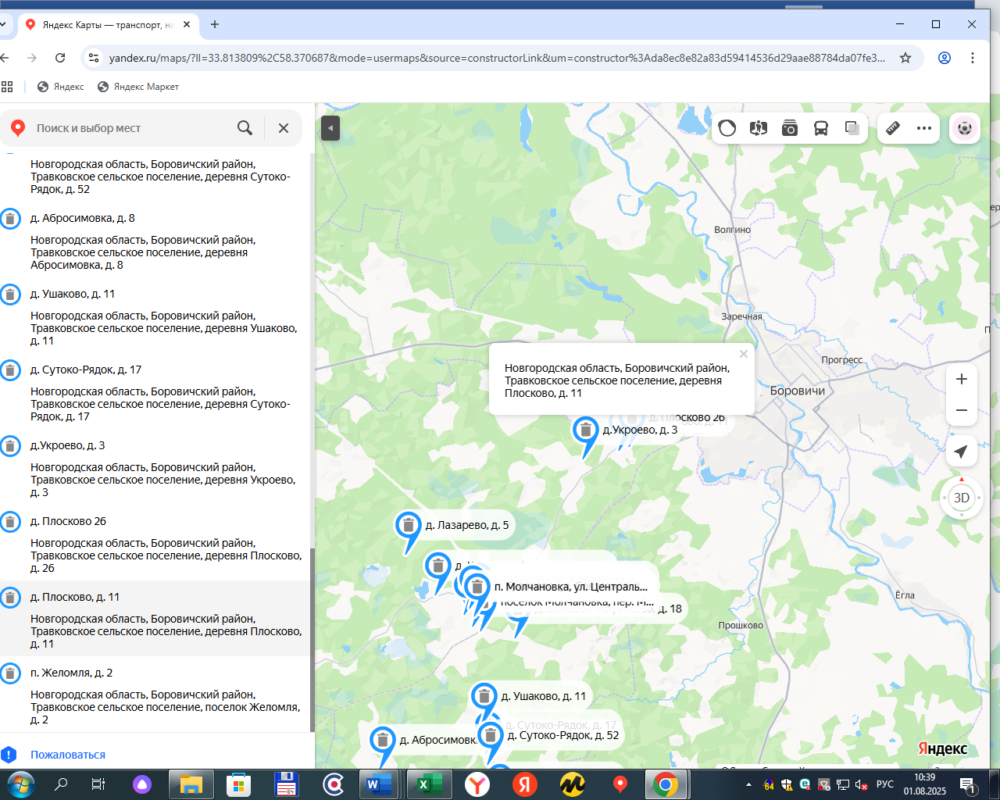 Яндекс Карты — транспорт, на
yandex.ru/maps/?ll=33.813809%2C58.370687&mode=usermaps&source=constructorLink&um=constructor%3Ada8ec8e82a83d59414536d29aae88784da07fe3...
Яндекс
Яндекс Маркет
Поиск и выбор мест
Новгородская область, Боровичский район,
Травковское сельское поселение, деревня Сутоко-
Рядок, д. 52
д. Абросимовка, д. 8
Новгородская область, Боровичский район,
Травковское сельское поселение, деревня
Абросимовка, д. 8
д. Ушаково, д. 11
Новгородская область, Боровичский район,
Травковское сельское поселение, деревня Ушаково,
д. 11
д. Сутоко-Рядок, д. 17
Новгородская область, Боровичский район,
Травковское сельское поселение, деревня Сутоко-
Рядок, д. 17
д.Укроево, д. 3
Новгородская область, Боровичский район,
Травковское сельское поселение, деревня Укроево,
д. 3
д. Плосково 26
Новгородская область, Боровичский район,
Травковское сельское поселение, деревня Плосково,
д. 26
д. Плосково, д. 11
Новгородская область, Боровичский район,
Травковское сельское поселение, деревня Плосково,
д. 11
п. Желомля, д. 2
Новгородская область, Боровичский район,
Травковское сельское поселение, поселок Желомля,
д. 2
Пожаловаться
Волгино
Заречная
Прогресс
Боровичи
Новгородская область, Боровичский район,
Травковское сельское поселение, деревня
Плосково, д. 11
д. Плосково 26
д.Укроево, д. 3
3D
д. Лазарево, д. 5
п. Молчановка, ул. Централь...
поселок Молчановка, пер. М...
д. 18
Ёгла
Прошково
д. Ушаково, д. 11
д. Сутоко-Рядок, д. 17
д. Сутоко-Рядок, д. 52
д. Абросимовк
Яндекс
64
РУС
10:39
01.08.2025
1